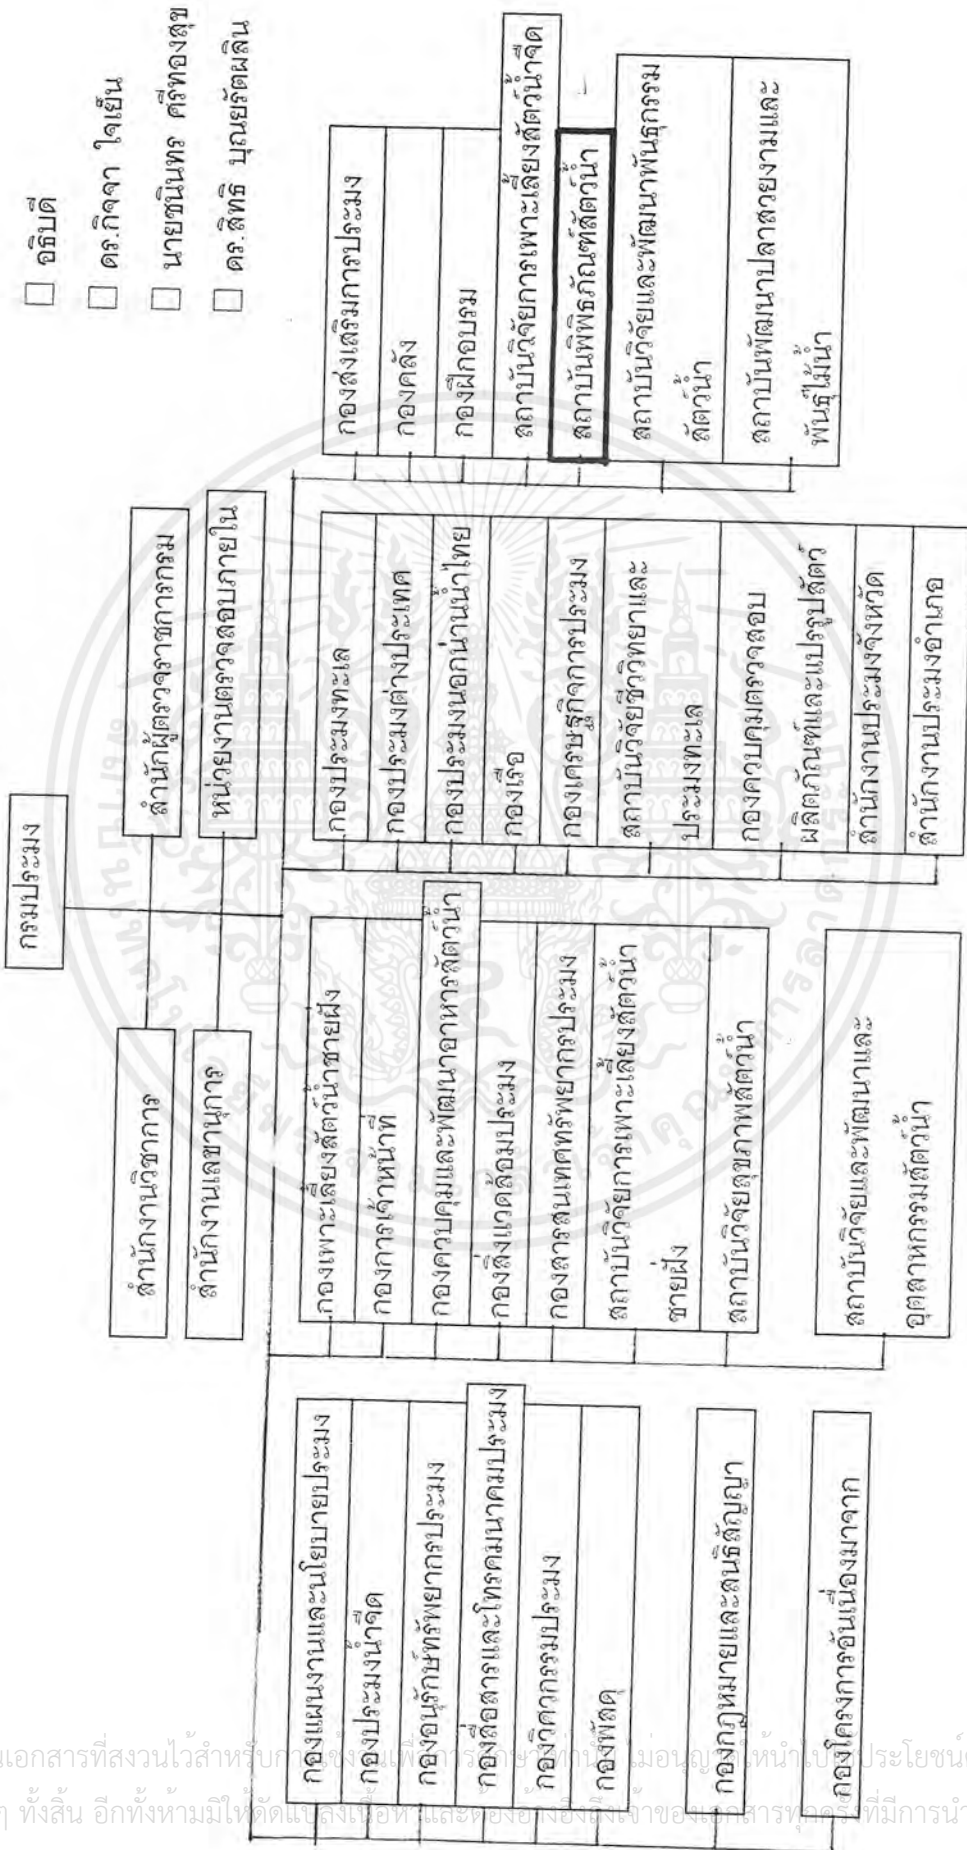 กรมประมง
อธิบดี
ดร.กิจจา ใจเย็น
นายชนินทร ศรีทองสุข
ดร.สิทธิ บุณยรัตผลิน
สำนักงานวิชาการ
สำนักผู้ตรวจราชการกรม
สำนักงานเลขานุการ
หน่วยงานตรวจสอบภายใน
กองแผนงานและนโยบายประมง
กองประมงน้ำจืด
กองอนุรักษ์ทรัพยากรประมง
กองสื่อสารและโทรคมนาคมประมง
กองวิศวกรรมประมง
กองพัสดุ
กองกฎหมายและสนธิสัญญา
กองโครงการอันเนื่องมาจาก
กองเพาะเลี้ยงสัตว์น้ำชายฝั่ง
กองการเจ้าหน้าที่
กองควบคุมและพัฒนาอาหารสัตว์น้ำ
กองสิ่งแวดล้อมประมง
กองสารสนเทศทรัพยากรประมง
สถาบันวิจัยการเพาะเลี้ยงสัตว์น้ำ
ชายฝั่ง
สถาบันวิจัยสุขภาพสัตว์น้ำ
สถาบันวิจัยและพัฒนาและ
อุตสาหกรรมสัตว์น้ำ
กองประมงทะเล
กองประมงต่างประเทศ
กองประมงนอกน่านน้ำไทย
กองเรือ
กองเศรษฐกิจการประมง
สถาบันวิจัยชีววิทยาและ
ประมงทะเล
กองควบคุมตรวจสอบ
ผลิตภัณฑ์และแปรรูปสัตว์
สำนักงานประมงจังหวัด
สำนักงานประมงอำเภอ
กองส่งเสริมการประมง
กองคลัง
กองฝึกอบรม
สถาบันวิจัยการเพาะเลี้ยงสัตว์น้ำจืด
สถาบันพิพิธภัณฑ์สัตว์น้ำ
สถาบันวิจัยและพัฒนาพันธุกรรม
สัตว์น้ำ
สถาบันพัฒนาปลาสวยงามและ
พันธุ์ไม้น้ำ